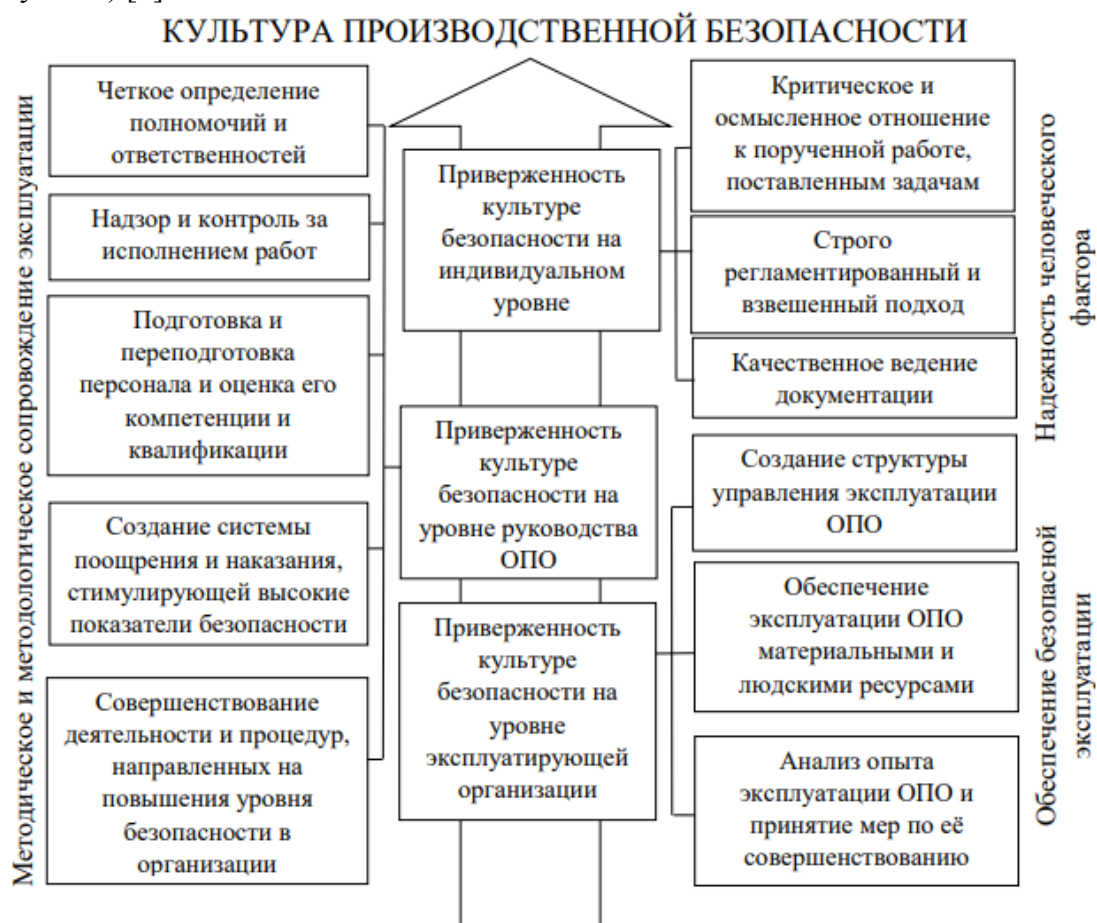 КУЛЬТУРА ПРОИЗВОДСТВЕННОЙ БЕЗОПАСНОСТИ
Методическое и методологическое сопровождение эксплуатации
Четкое определение
полномочий и
ответственностей
Надзор и контроль за
исполнением работ
Подготовка и
переподготовка
персонала и оценка его
компетенции и
квалификации
Создание системы
поощрения и наказания,
стимулирующей высокие
показатели безопасности
Совершенствование
деятельности и процедур,
направленных на
повышения уровня
безопасности в
организации
Приверженность
культуре
безопасности на
индивидуальном
уровне
Приверженность
культуре
безопасности на
уровне руководства
ОПО
Приверженность
культуре
безопасности на
уровне
эксплуатирующей
организации
Критическое и
осмысленное отношение
к порученной работе,
поставленным задачам
Строго
регламентированный и
взвешенный подход
Качественное ведение
документации
Создание структуры
управления эксплуатации
ОПО
Обеспечение
эксплуатации ОПО
материальными и
людскими ресурсами
Анализ опыта
эксплуатации ОПО и
принятие мер по её
совершенствованию
Надежность человеческого
фактора
Обеспечение безопасной
эксплуатации